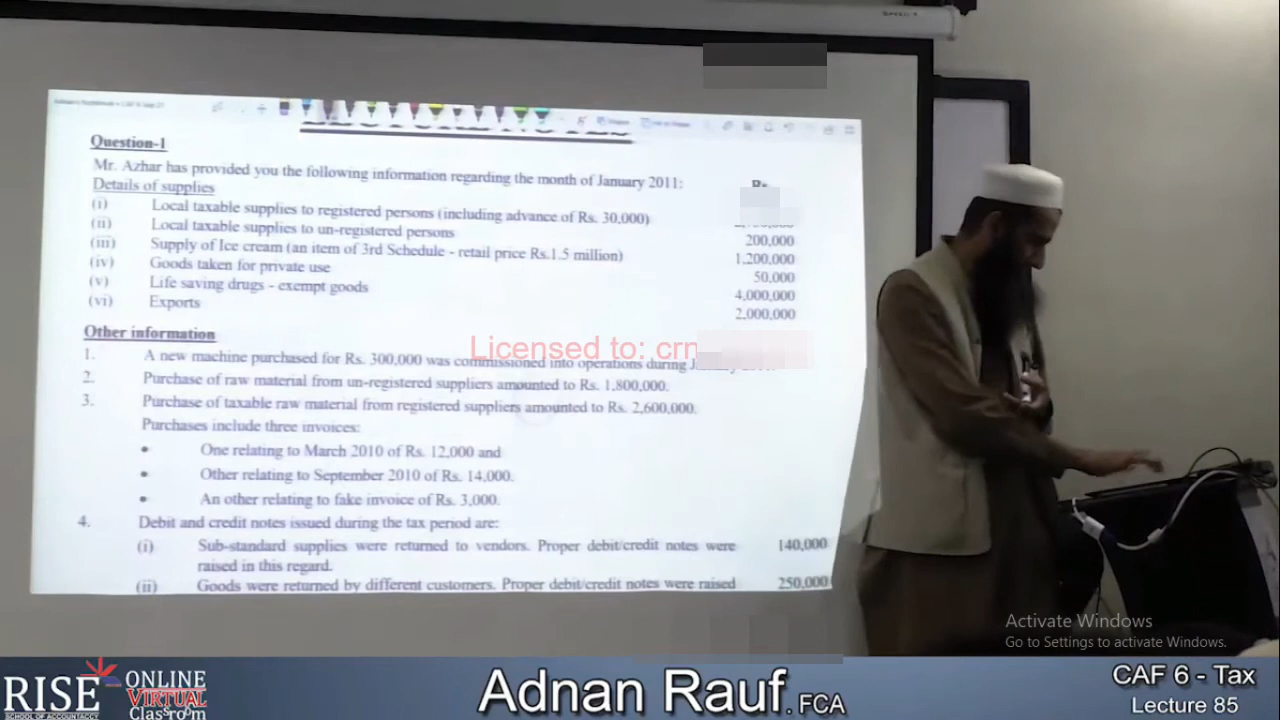 Question-1
Mr. Azhar has provided you the following information regarding the month of January 2011:
Details of supplies
(i) Local taxable supplies to registered persons (including advance of Rs. 30,000)
(ii) Local taxable supplies to un-registered persons 200,000
(iii) Supply of Ice cream (an item of 3rd Schedule - retail price Rs.1.5 million) 1,200,000
(iv) Goods taken for private use 50,000
(v) Life saving drugs - exempt goods 4,000,000
(vi) Exports 2,000,000
Other information
Licensed to: crn
1. A new machine purchased for Rs. 300,000 was commissioned into operations during
2. Purchase of raw material from un-registered suppliers amounted to Rs. 1,800,000.
3. Purchase of taxable raw material from registered suppliers amounted to Rs. 2,600,000.
Purchases include three invoices:
• One relating to March 2010 of Rs. 12,000 and
• Other relating to September 2010 of Rs. 14,000.
• An other relating to fake invoice of Rs. 3,000.
4. Debit and credit notes issued during the tax period are:
(i) Sub-standard supplies were returned to vendors. Proper debit/credit notes were 140,000
raised in this regard.
(ii) Goods were returned by different customers. Proper debit/credit notes were raised 250,000
Activate Windows
Go to Settings to activate Windows.
RISE
SCHOOL OF ACCOUNTANCY
ONLINE
VIRTUAL
Classroom
Adnan Rauf. FCA
CAF 6 - Tax
Lecture 85